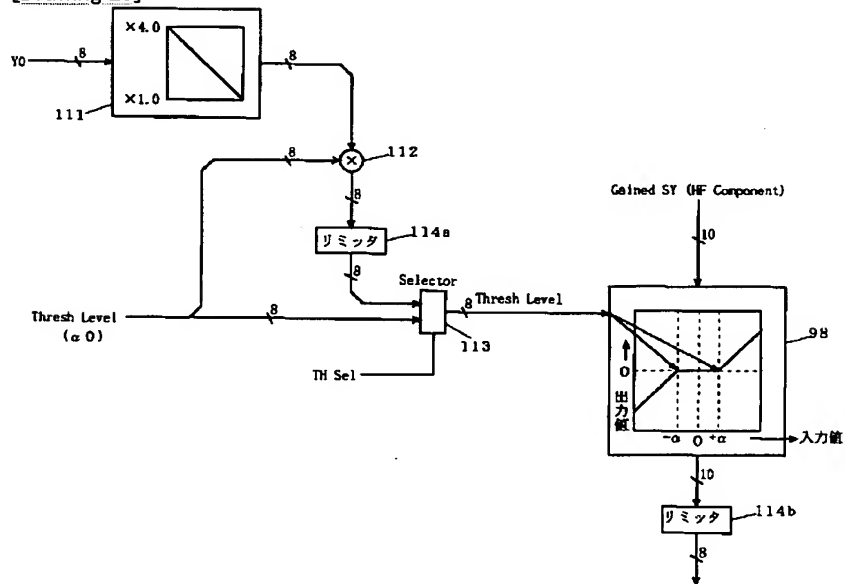 ×4.0
8
8
Y0
×1.0
111
8
112
×
8
Gained SY (HF Component)
リミッタ
114a
10
8
Selector
Thresh Level
(α0)
8
8
Thresh Level
113
98
TH Sel
0
出力値
-α 0 +α
入力値
10
リミッタ
114b
8